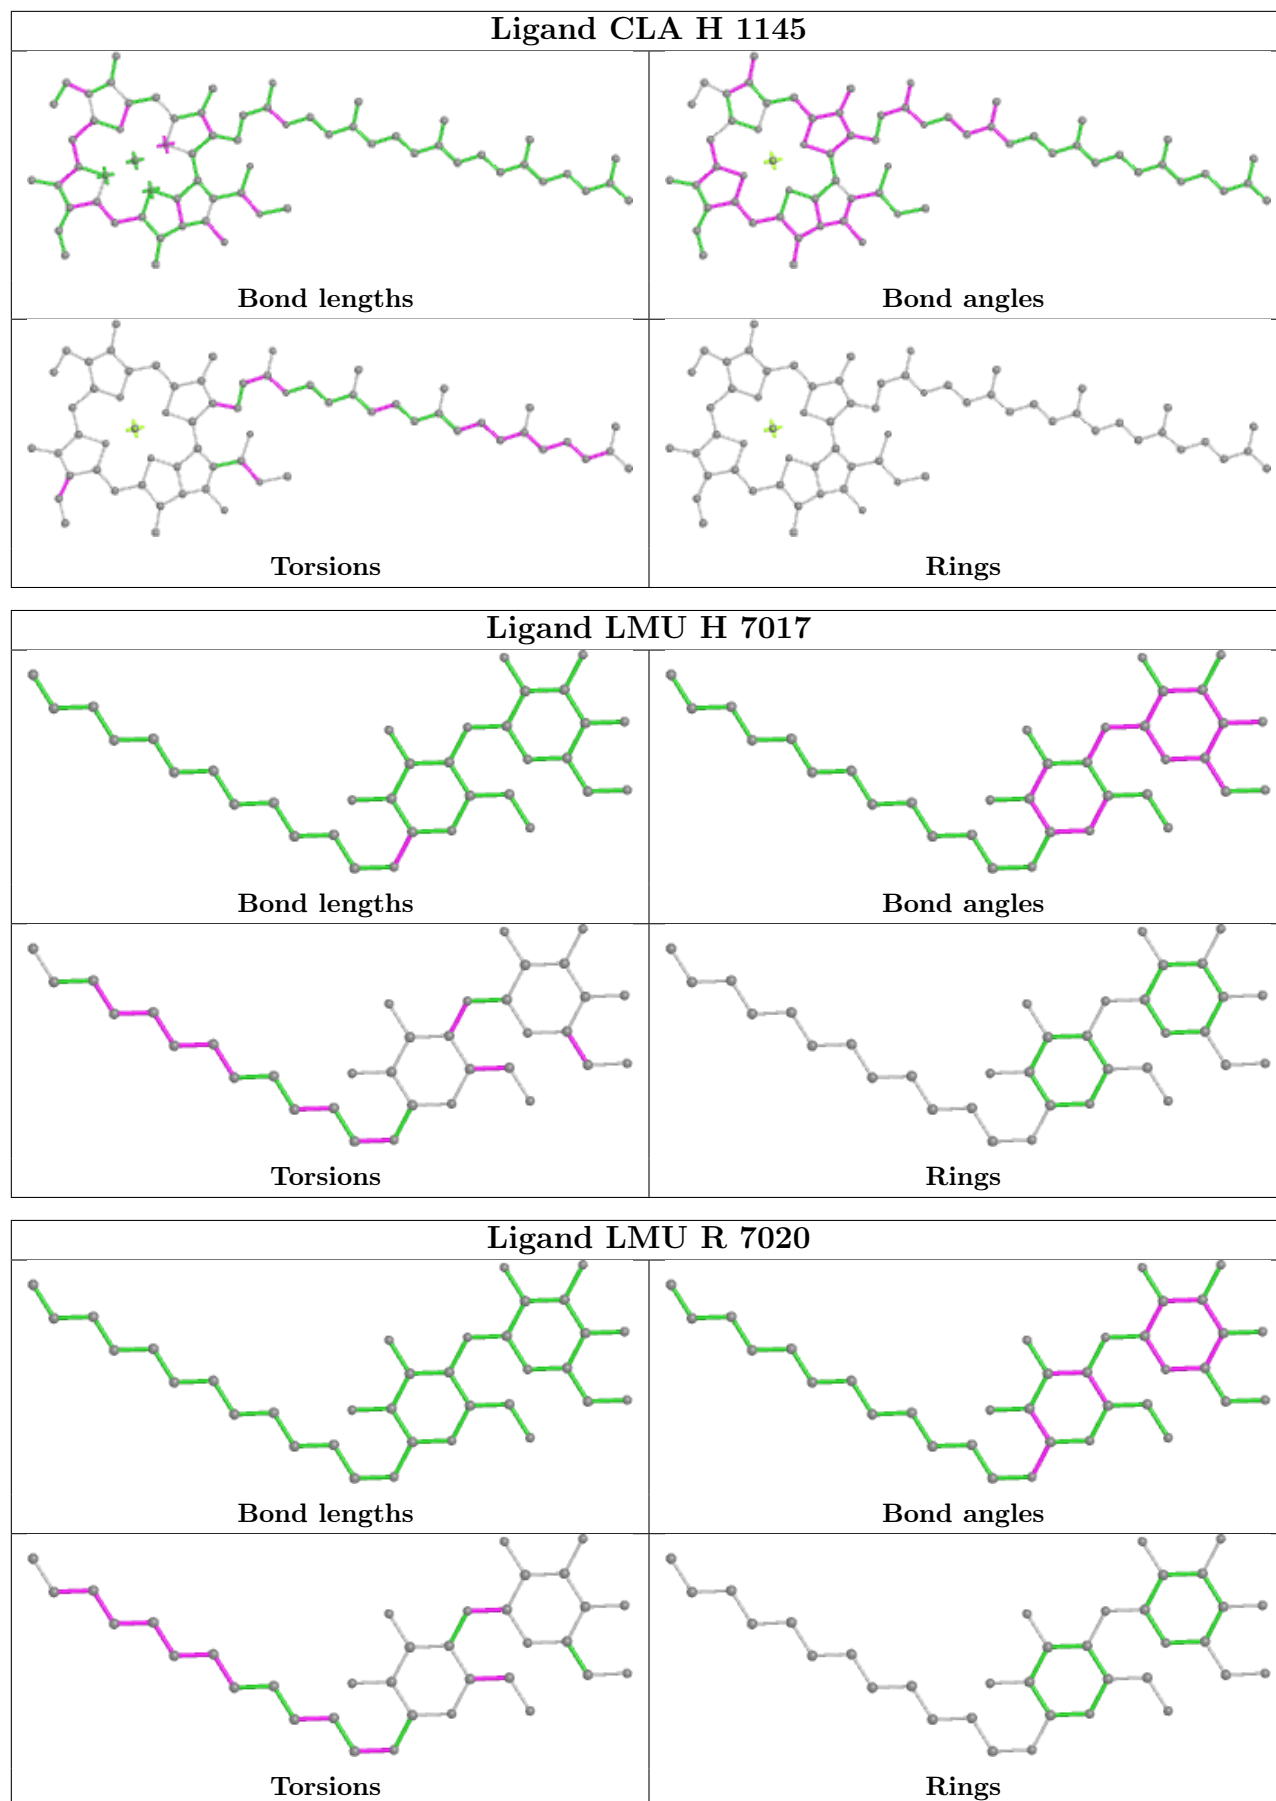 Ligand CLA H 1145
Bond lengths
Bond angles
Torsions
Rings
Ligand LMU H 7017
Bond lengths
Bond angles
Torsions
Rings
Ligand LMU R 7020
Bond lengths
Bond angles
Torsions
Rings